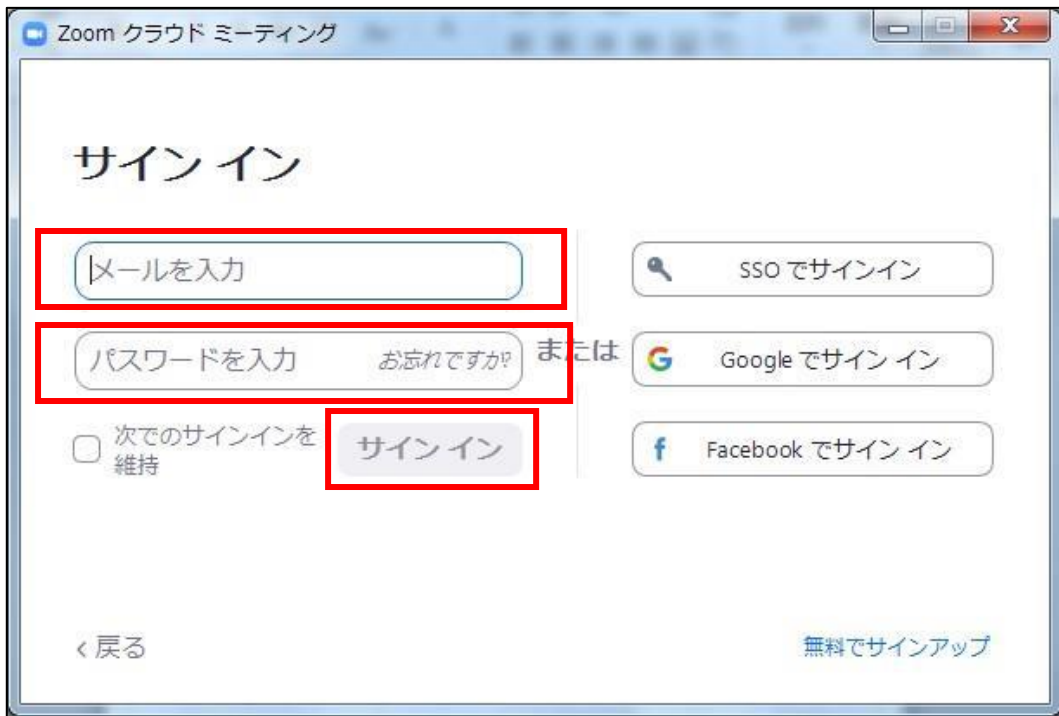 Zoom クラウド ミーティング
サイン イン
メールを入力
パスワードを入力 お忘れですか?
次でのサインインを
維持
サイン イン
または
SSO でサインイン
Google でサイン イン
Facebook でサイン イン
<戻る
無料でサインアップ